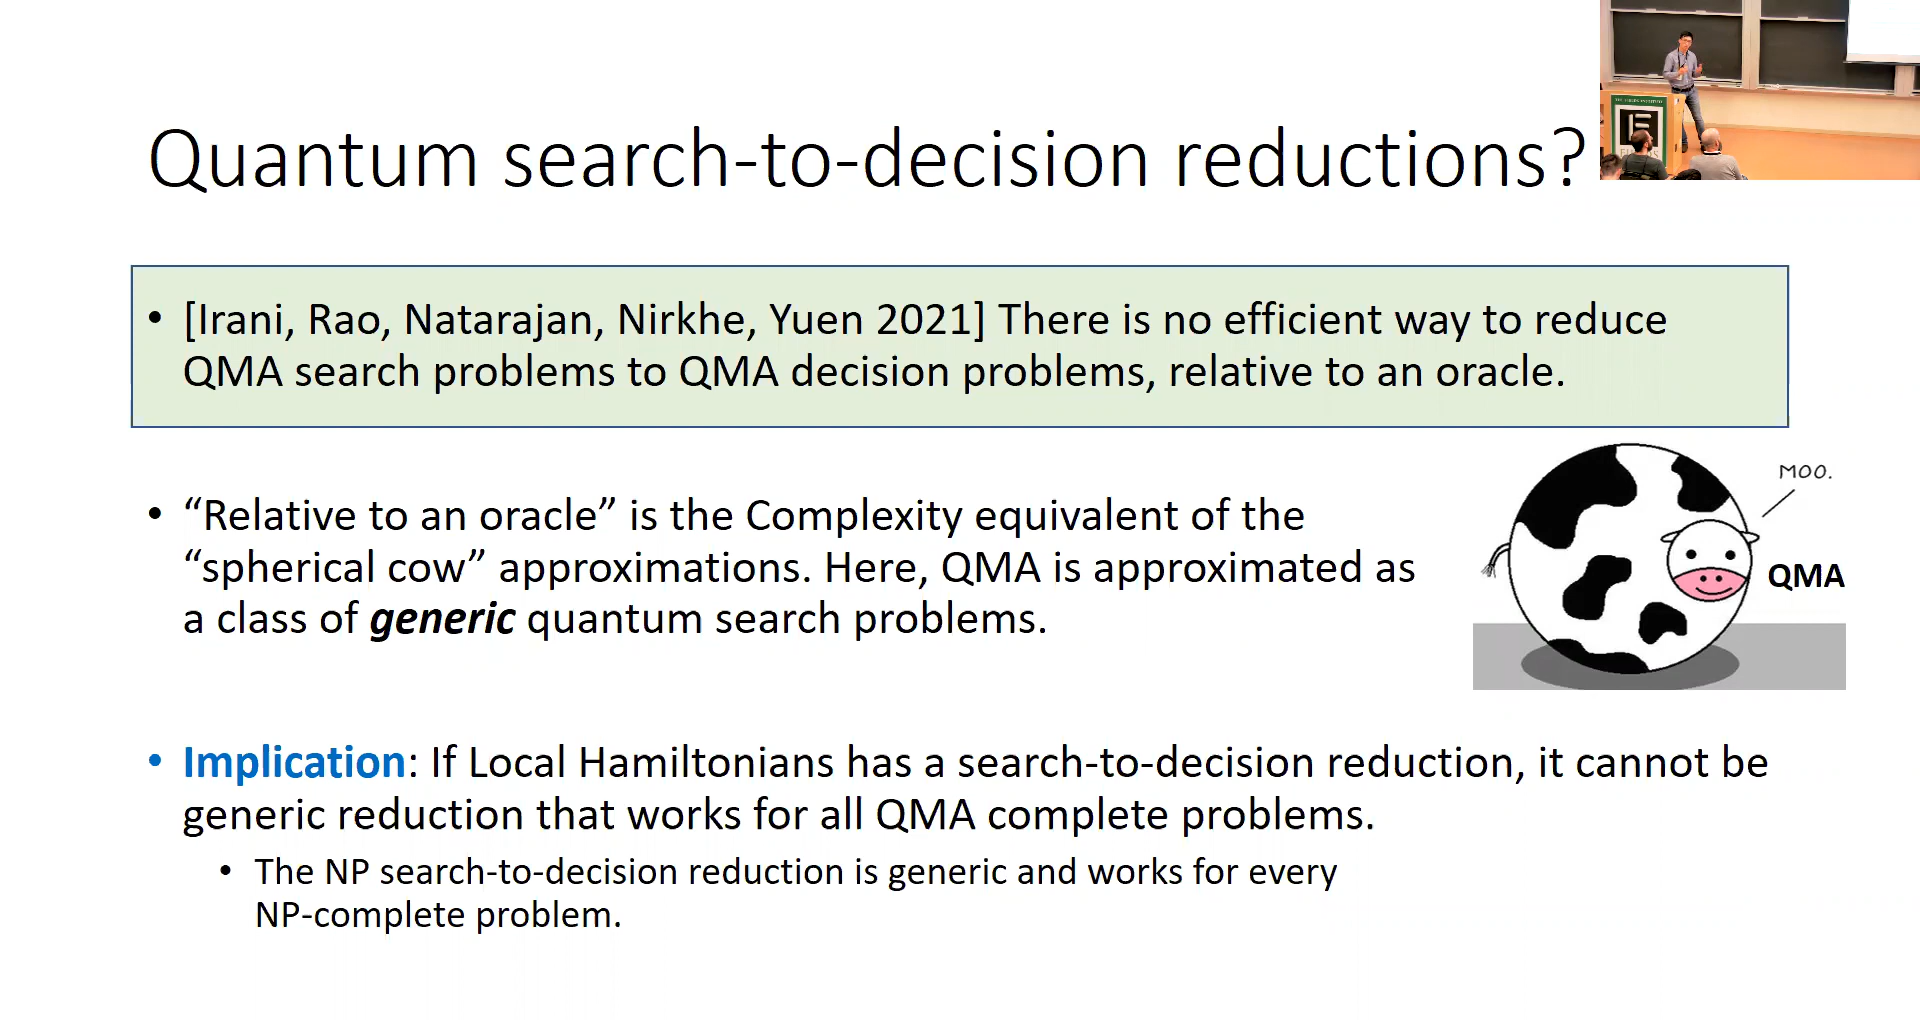 Quantum search-to-decision reductions?
• [Irani, Rao, Natarajan, Nirkhe, Yuen 2021] There is no efficient way to reduce
QMA search problems to QMA decision problems, relative to an oracle.
• “Relative to an oracle” is the Complexity equivalent of the
“spherical cow” approximations. Here, QMA is approximated as
a class of generic quantum search problems.
MOO.
QMA
• Implication: If Local Hamiltonians has a search-to-decision reduction, it cannot be
generic reduction that works for all QMA complete problems.
• The NP search-to-decision reduction is generic and works for every
NP-complete problem.